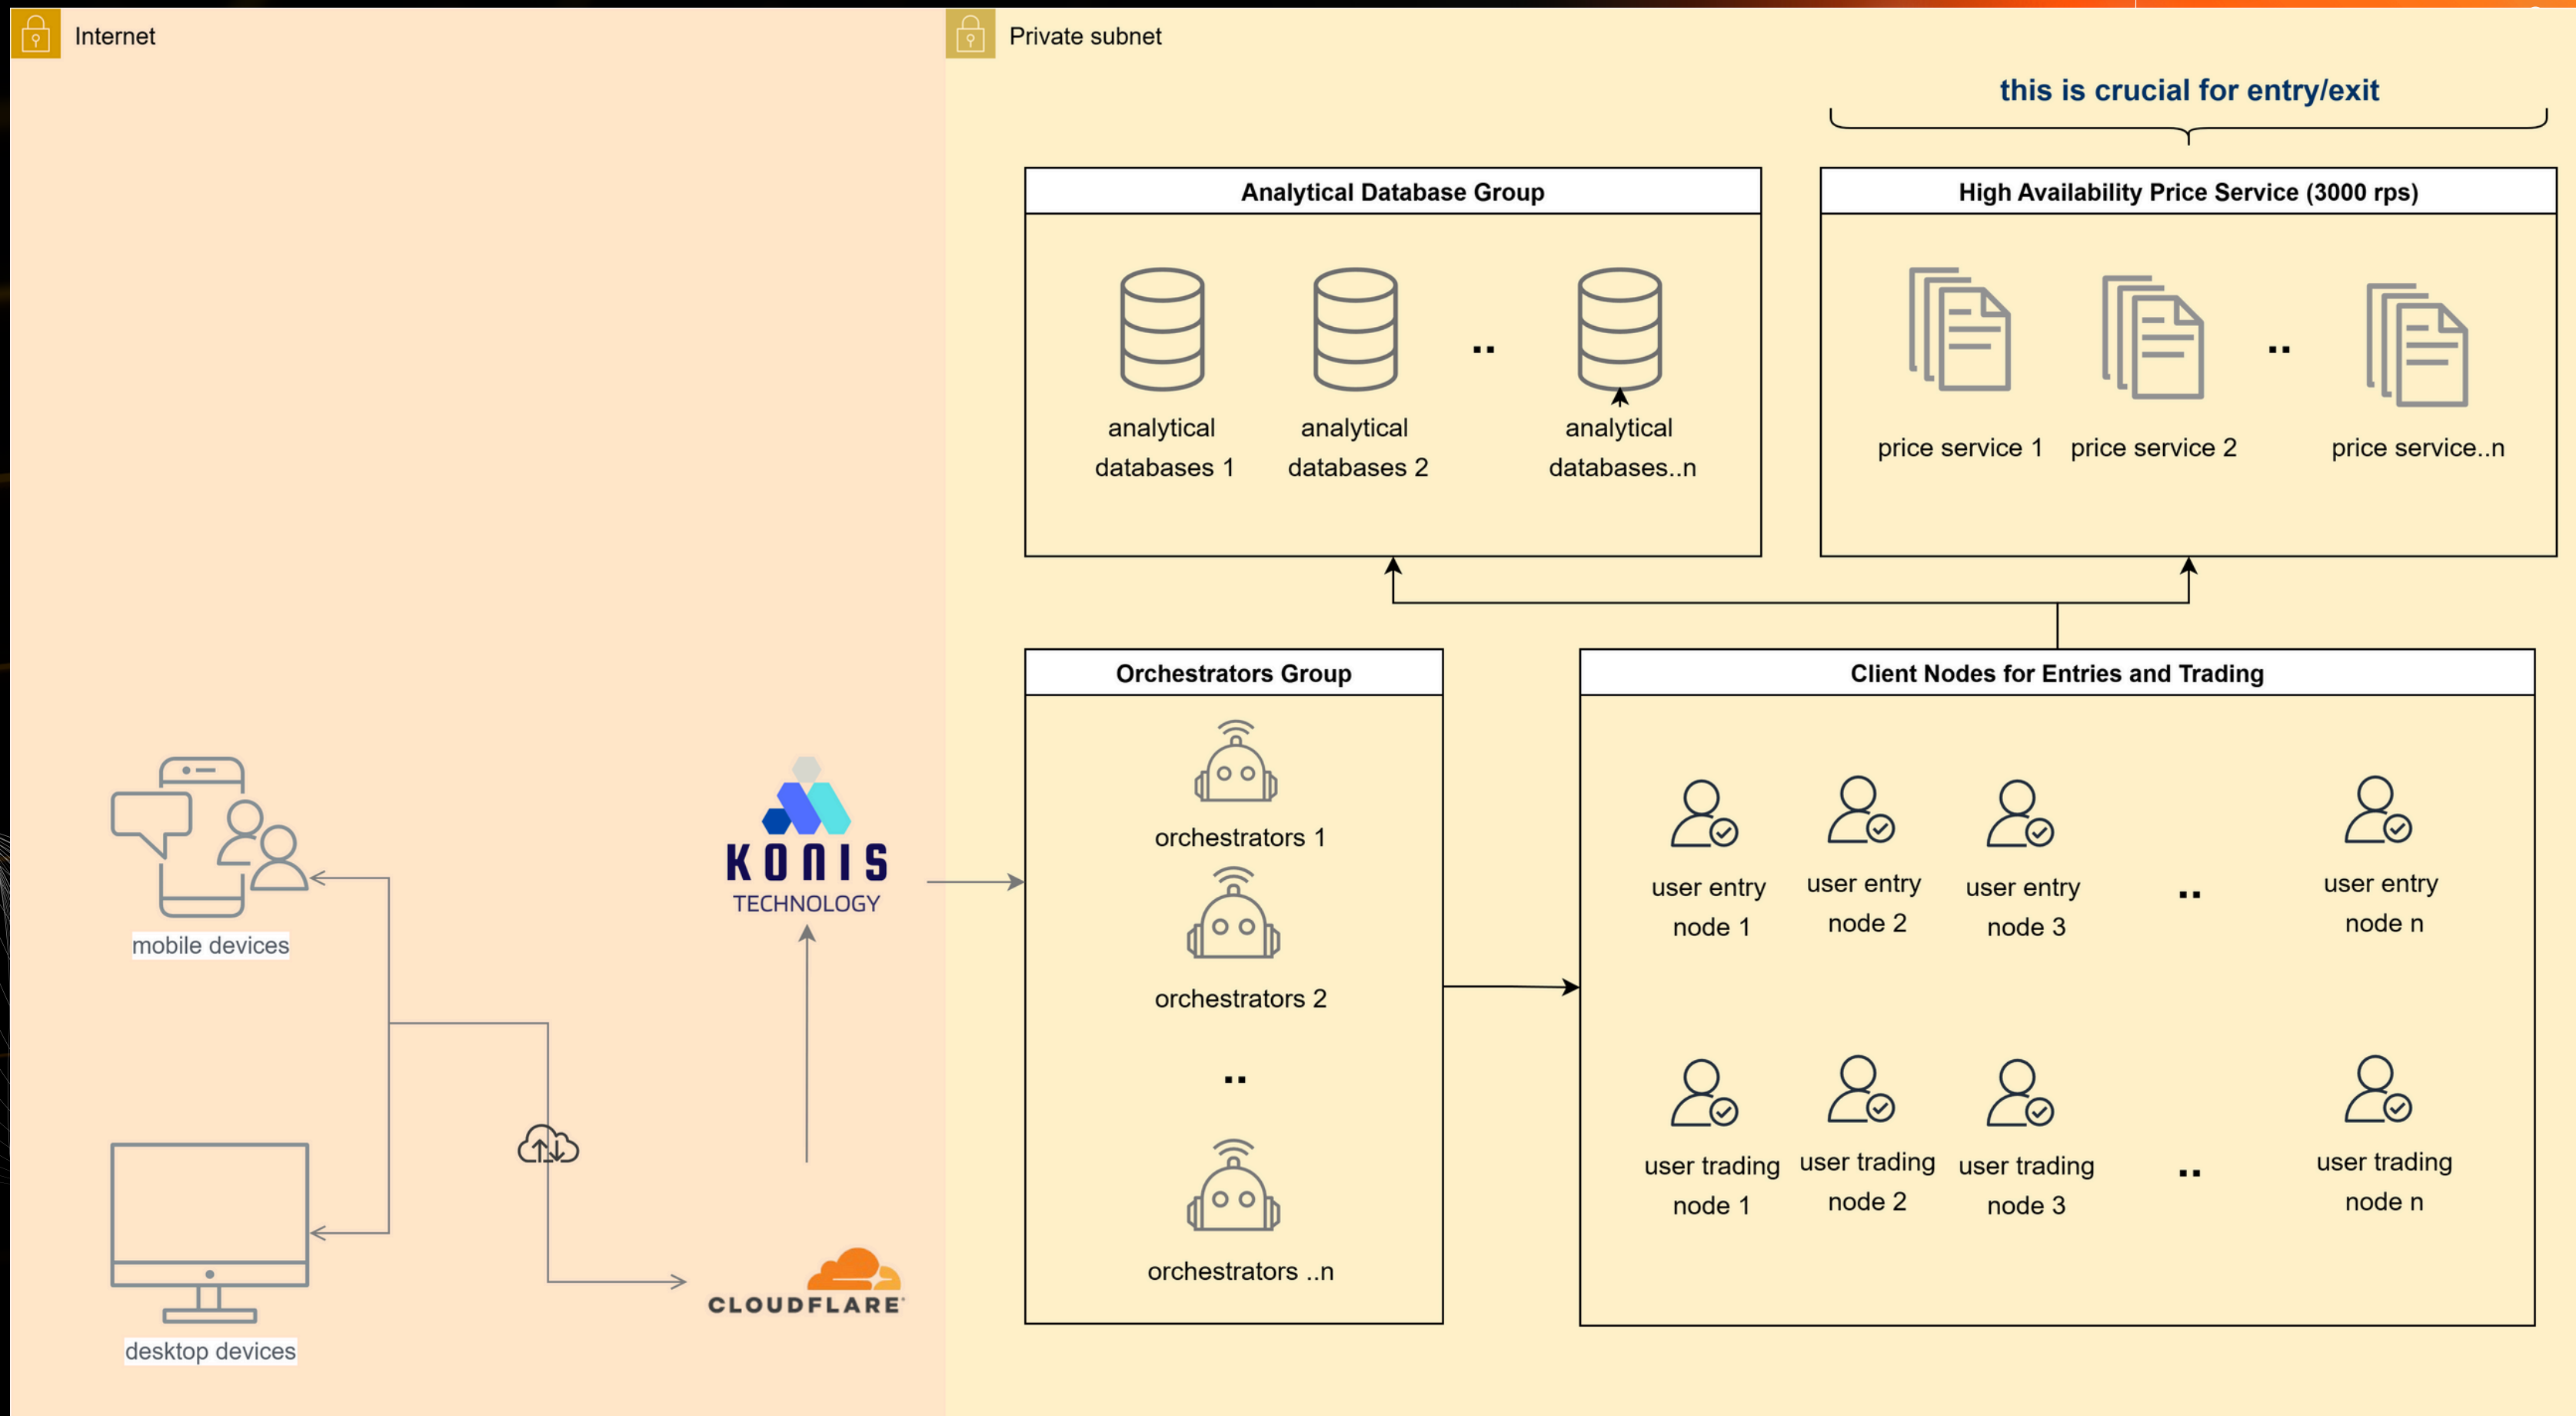 Internet
Private subnet
this is crucial for entry/exit
Analytical Database Group
analytical
databases 1
analytical
databases 2
..
analytical
databases..n
High Availability Price Service (3000 rps)
price service 1
price service 2
..
price service..n
mobile devices
desktop devices
KONIS
TECHNOLOGY
CLOUDFLARE
Orchestrators Group
orchestrators 1
orchestrators 2
..
orchestrators ..n
Client Nodes for Entries and Trading
user entry
node 1
user entry
node 2
user entry
node 3
..
user entry
node n
user trading
node 1
user trading
node 2
user trading
node 3
..
user trading
node n